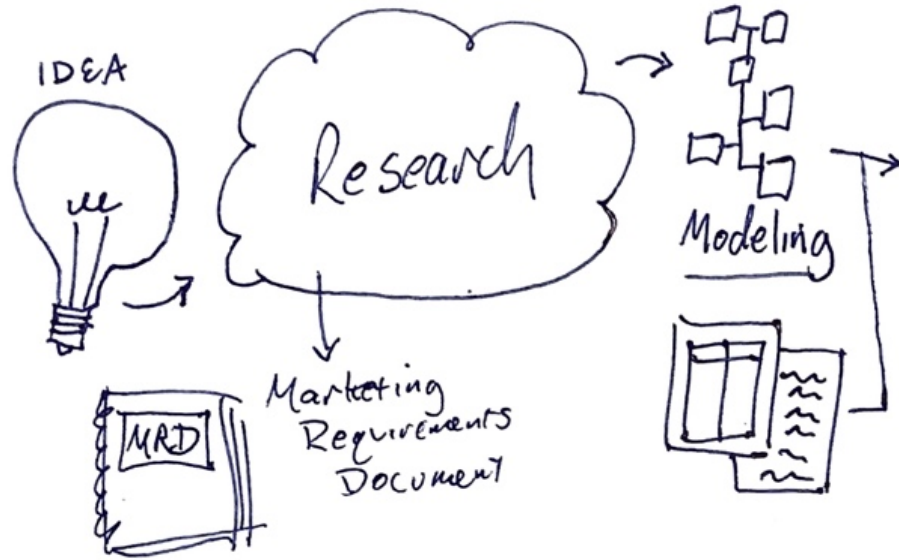 IDEA
Research
Modeling
MRD
Marketing
Requirements
Document